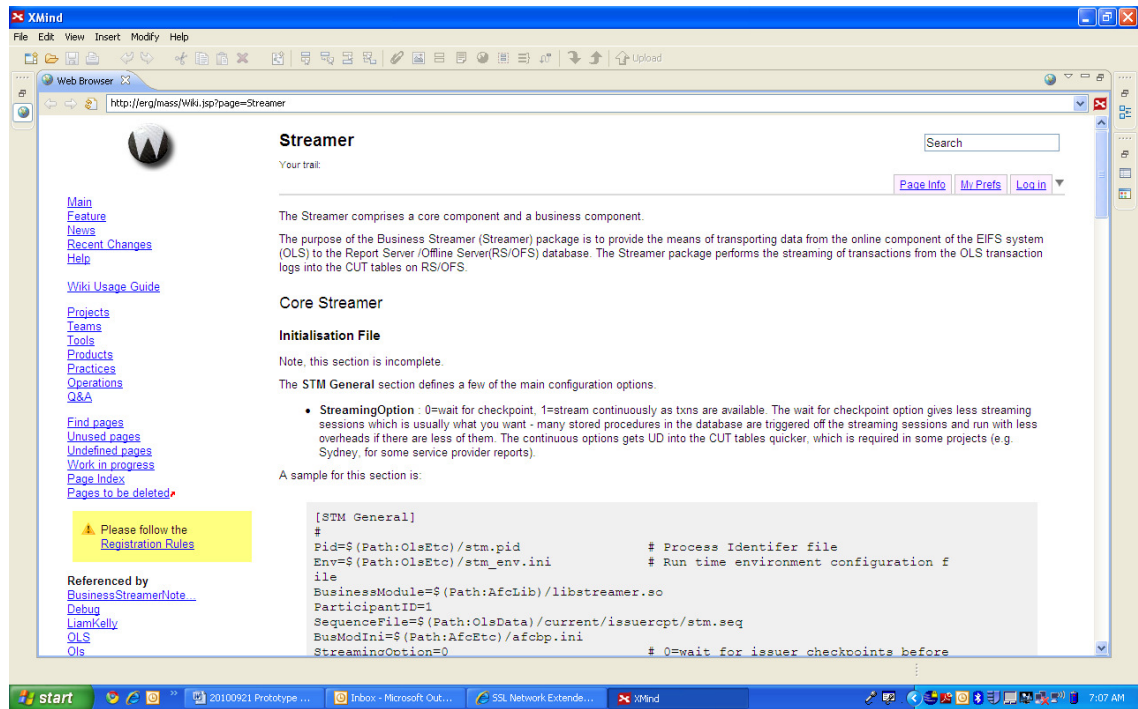 XMind
File Edit View Insert Modify Help
Upload
Web Browser
http://erg/mass/Wiki.jsp?page=Streamer
Streamer
Search
Your trail:
Page Info My Prefs Log in
Main
Feature
News
Recent Changes
Help
Wiki Usage Guide
Projects
Teams
Tools
Products
Practices
Operations
Q&A
Find pages
Unused pages
Undefined pages
Work in progress
Page Index
Pages to be deleted
Please follow the
Registration Rules
Referenced by
BusinessStreamerNote...
Debug
LiamKelly
OLS
Ols
The Streamer comprises a core component and a business component.
The purpose of the Business Streamer (Streamer) package is to provide the means of transporting data from the online component of the EIFS system
(OLS) to the Report Server /Offline Server(RS/OFS) database. The Streamer package performs the streaming of transactions from the OLS transaction
logs into the CUT tables on RS/OFS.
Core Streamer
Initialisation File
Note, this section is incomplete.
The STM General section defines a few of the main configuration options.
• StreamingOption : 0=wait for checkpoint, 1=stream continuously as txns are available. The wait for checkpoint option gives less streaming
sessions which is usually what you want - many stored procedures in the database are triggered off the streaming sessions and run with less
overheads if there are less of them. The continuous options gets UD into the CUT tables quicker, which is required in some projects (e.g.
Sydney, for some service provider reports).
A sample for this section is:
[STM General]
#
Pid=$(Path:OlsEtc)/stm.pid # Process Identifer file
Env=$(Path:OlsEtc)/stm_env.ini # Run time environment configuration f
ile
BusinessModule=$(Path:AfcLib)/libstreamer.so
ParticipantID=1
SequenceFile=$(Path:OlsData)/current/issuercpt/stm.seq
BusModIni=$(Path:AfcEtc)/afcbp.ini
StreamingOption=0 # 0=wait for issuer checkpoints before
start 20100921 Prototype ... Inbox - Microsoft Out... SSL Network Extende... XMind 7:07 AM